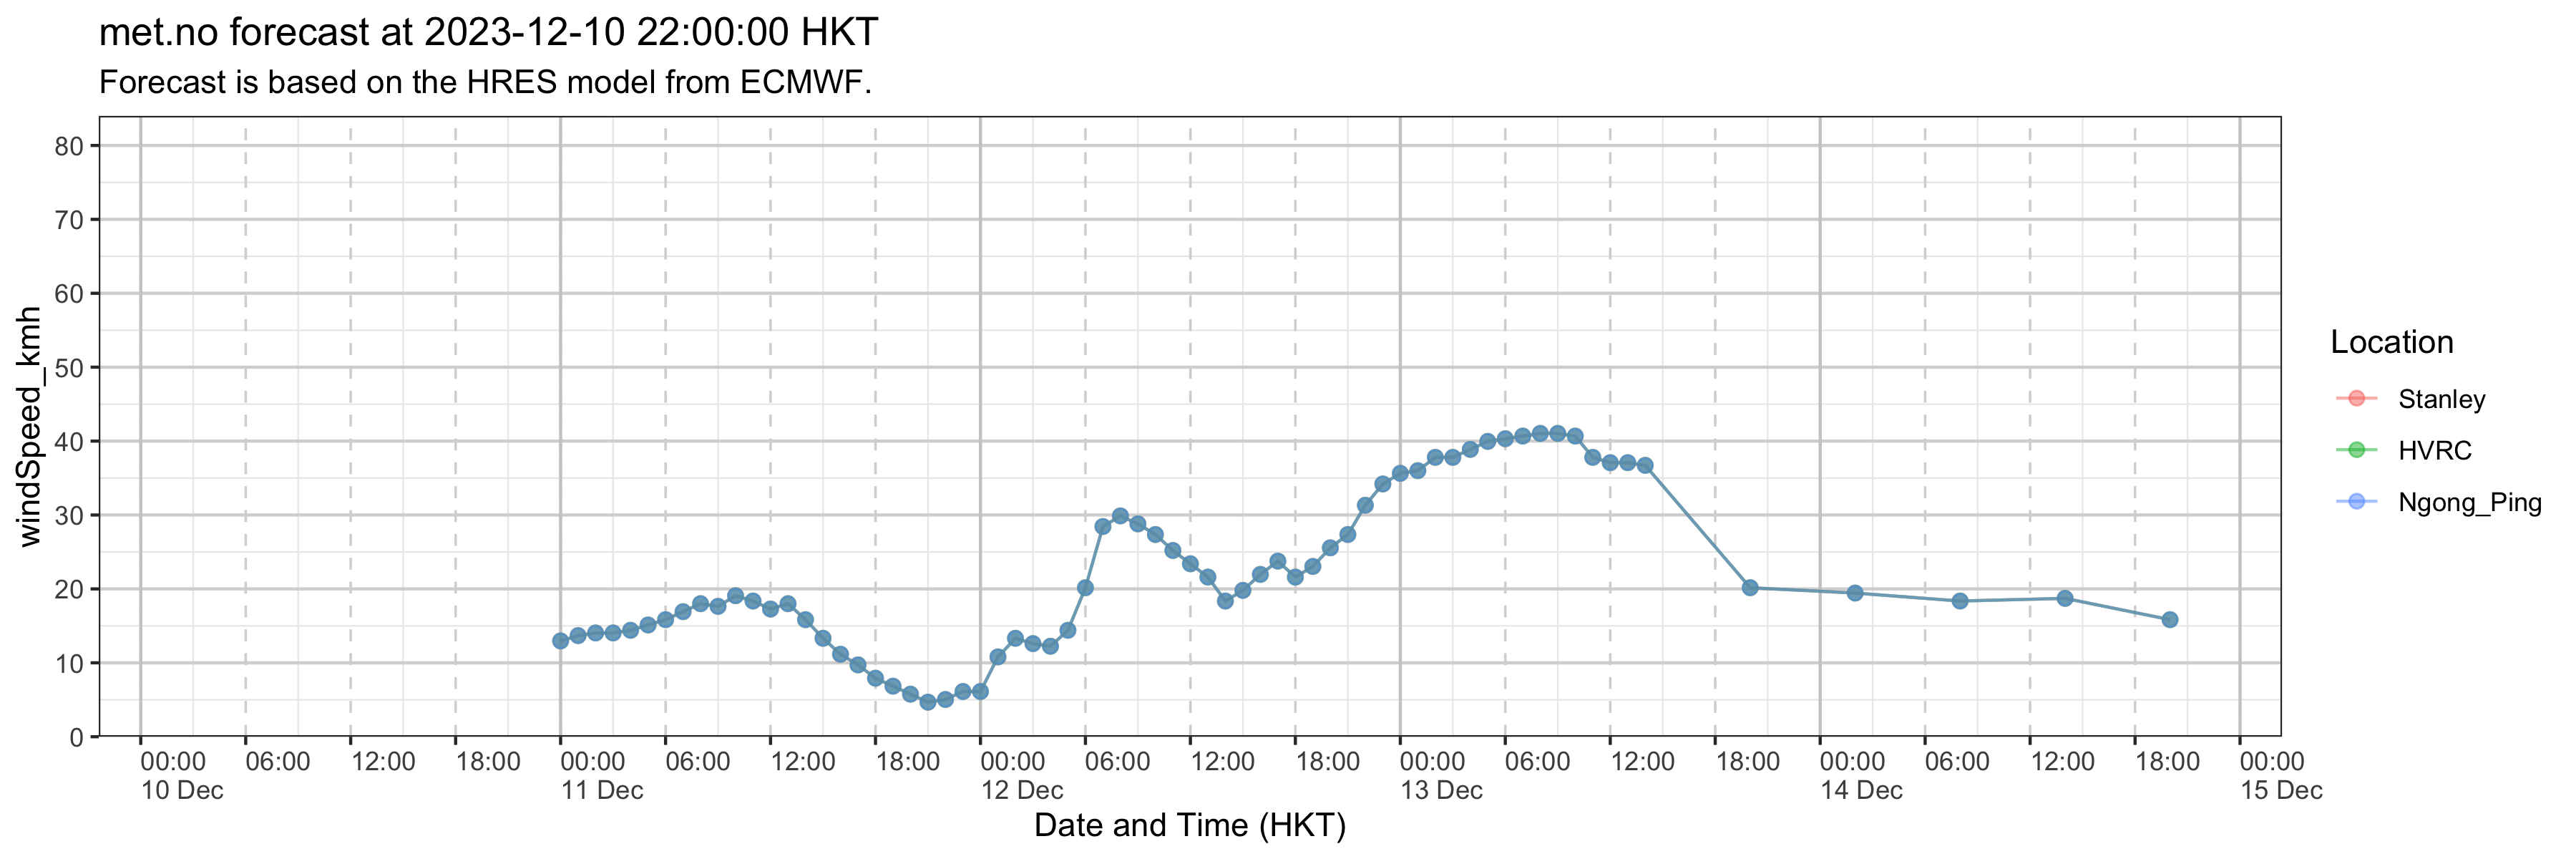 met.no forecast at 2023-12-10 22:00:00 HKT
Forecast is based on the HRES model from ECMWF.
windSpeed_kmh
80
70
60
50
40
30
20
10
0
00:00 06:00 12:00 18:00 00:00 06:00 12:00 18:00 00:00 06:00 12:00 18:00 00:00 06:00 12:00 18:00 00:00 06:00 12:00 18:00 00:00
10 Dec 11 Dec 12 Dec 13 Dec 14 Dec 15 Dec
Date and Time (HKT)
Location
Stanley
HVRC
Ngong_Ping